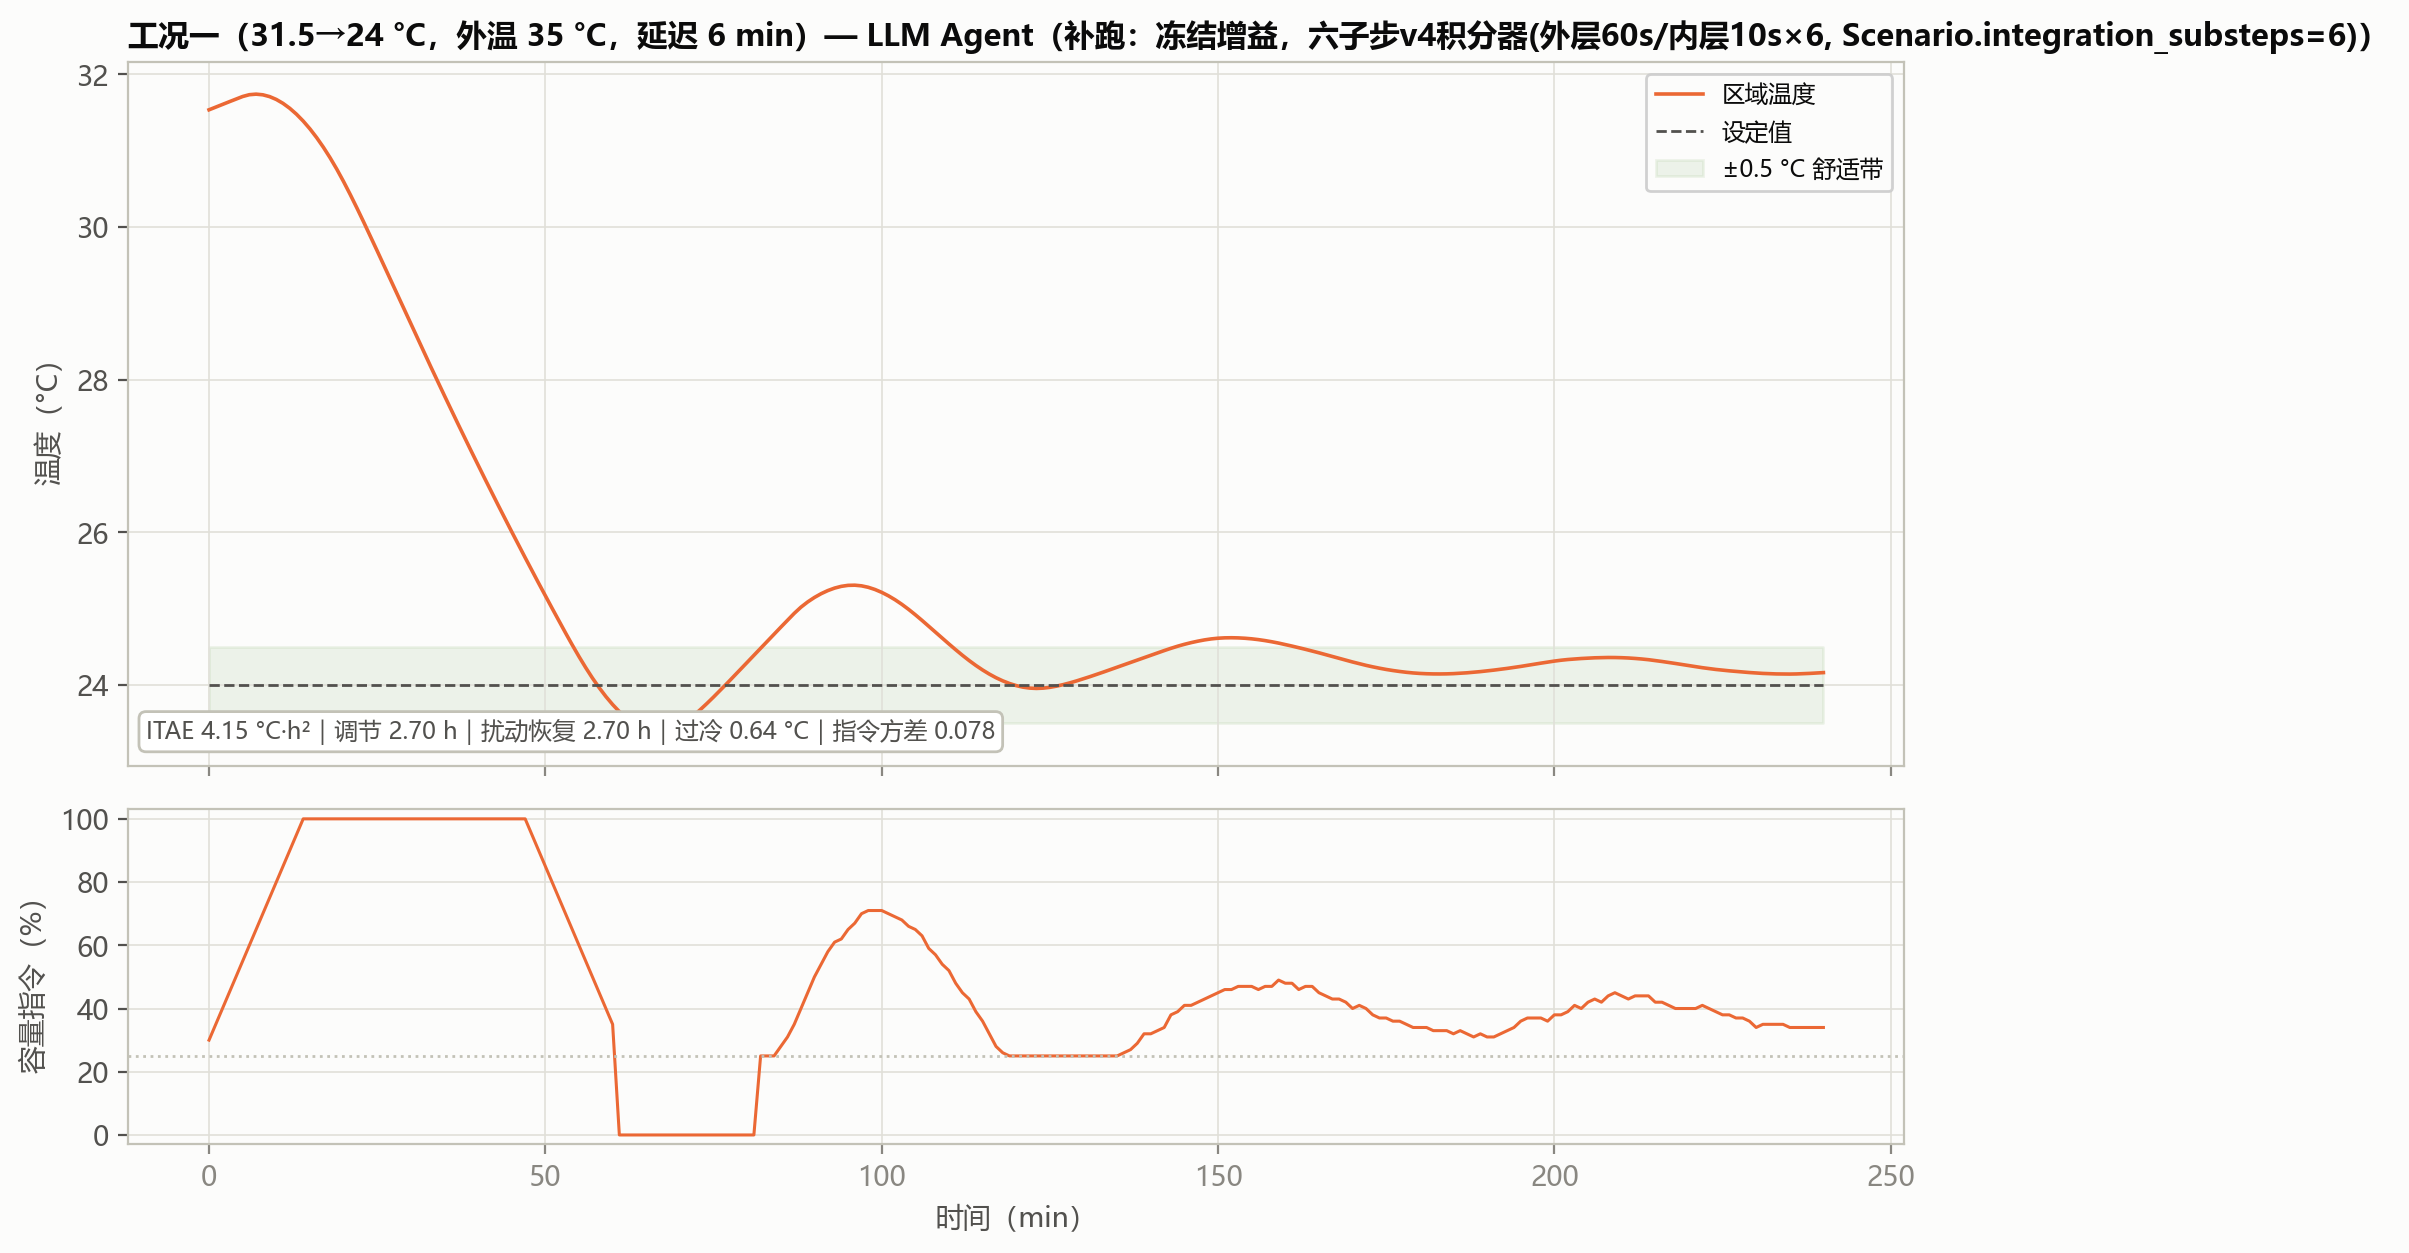 工况一（31.5→24 °C，外温 35 °C，延迟 6 min）— LLM Agent（补跑：冻结增益，六子步v4积分器(外层60s/内层10s×6, Scenario.integration_substeps=6)）
区域温度
设定值
±0.5 °C 舒适带
温度（°C）
32
30
28
26
24
ITAE 4.15 °C·h² | 调节 2.70 h | 扰动恢复 2.70 h | 过冷 0.64 °C | 指令方差 0.078
容量指令（%）
100
80
60
40
20
0
0 50 100 150 200 250
时间（min）